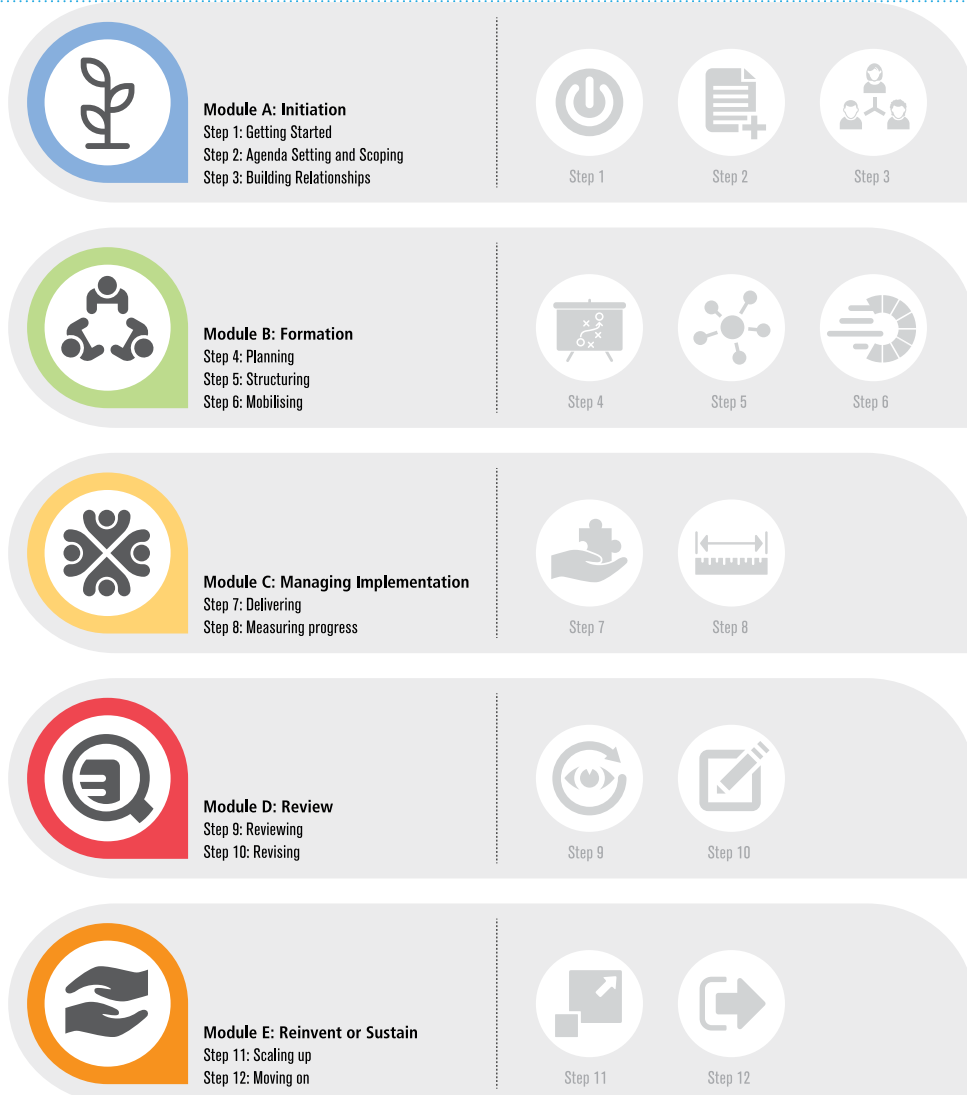 Module A: Initiation
Step 1: Getting Started
Step 2: Agenda Setting and Scoping
Step 3: Building Relationships
Step 1
Step 2
Step 3
Module B: Formation
Step 4: Planning
Step 5: Structuring
Step 6: Mobilising
Step 4
Step 5
Step 6
Module C: Managing Implementation
Step 7: Delivering
Step 8: Measuring progress
Step 7
Step 8
Module D: Review
Step 9: Reviewing
Step 10: Revising
Step 9
Step 10
Module E: Reinvent or Sustain
Step 11: Scaling up
Step 12: Moving on
Step 11
Step 12